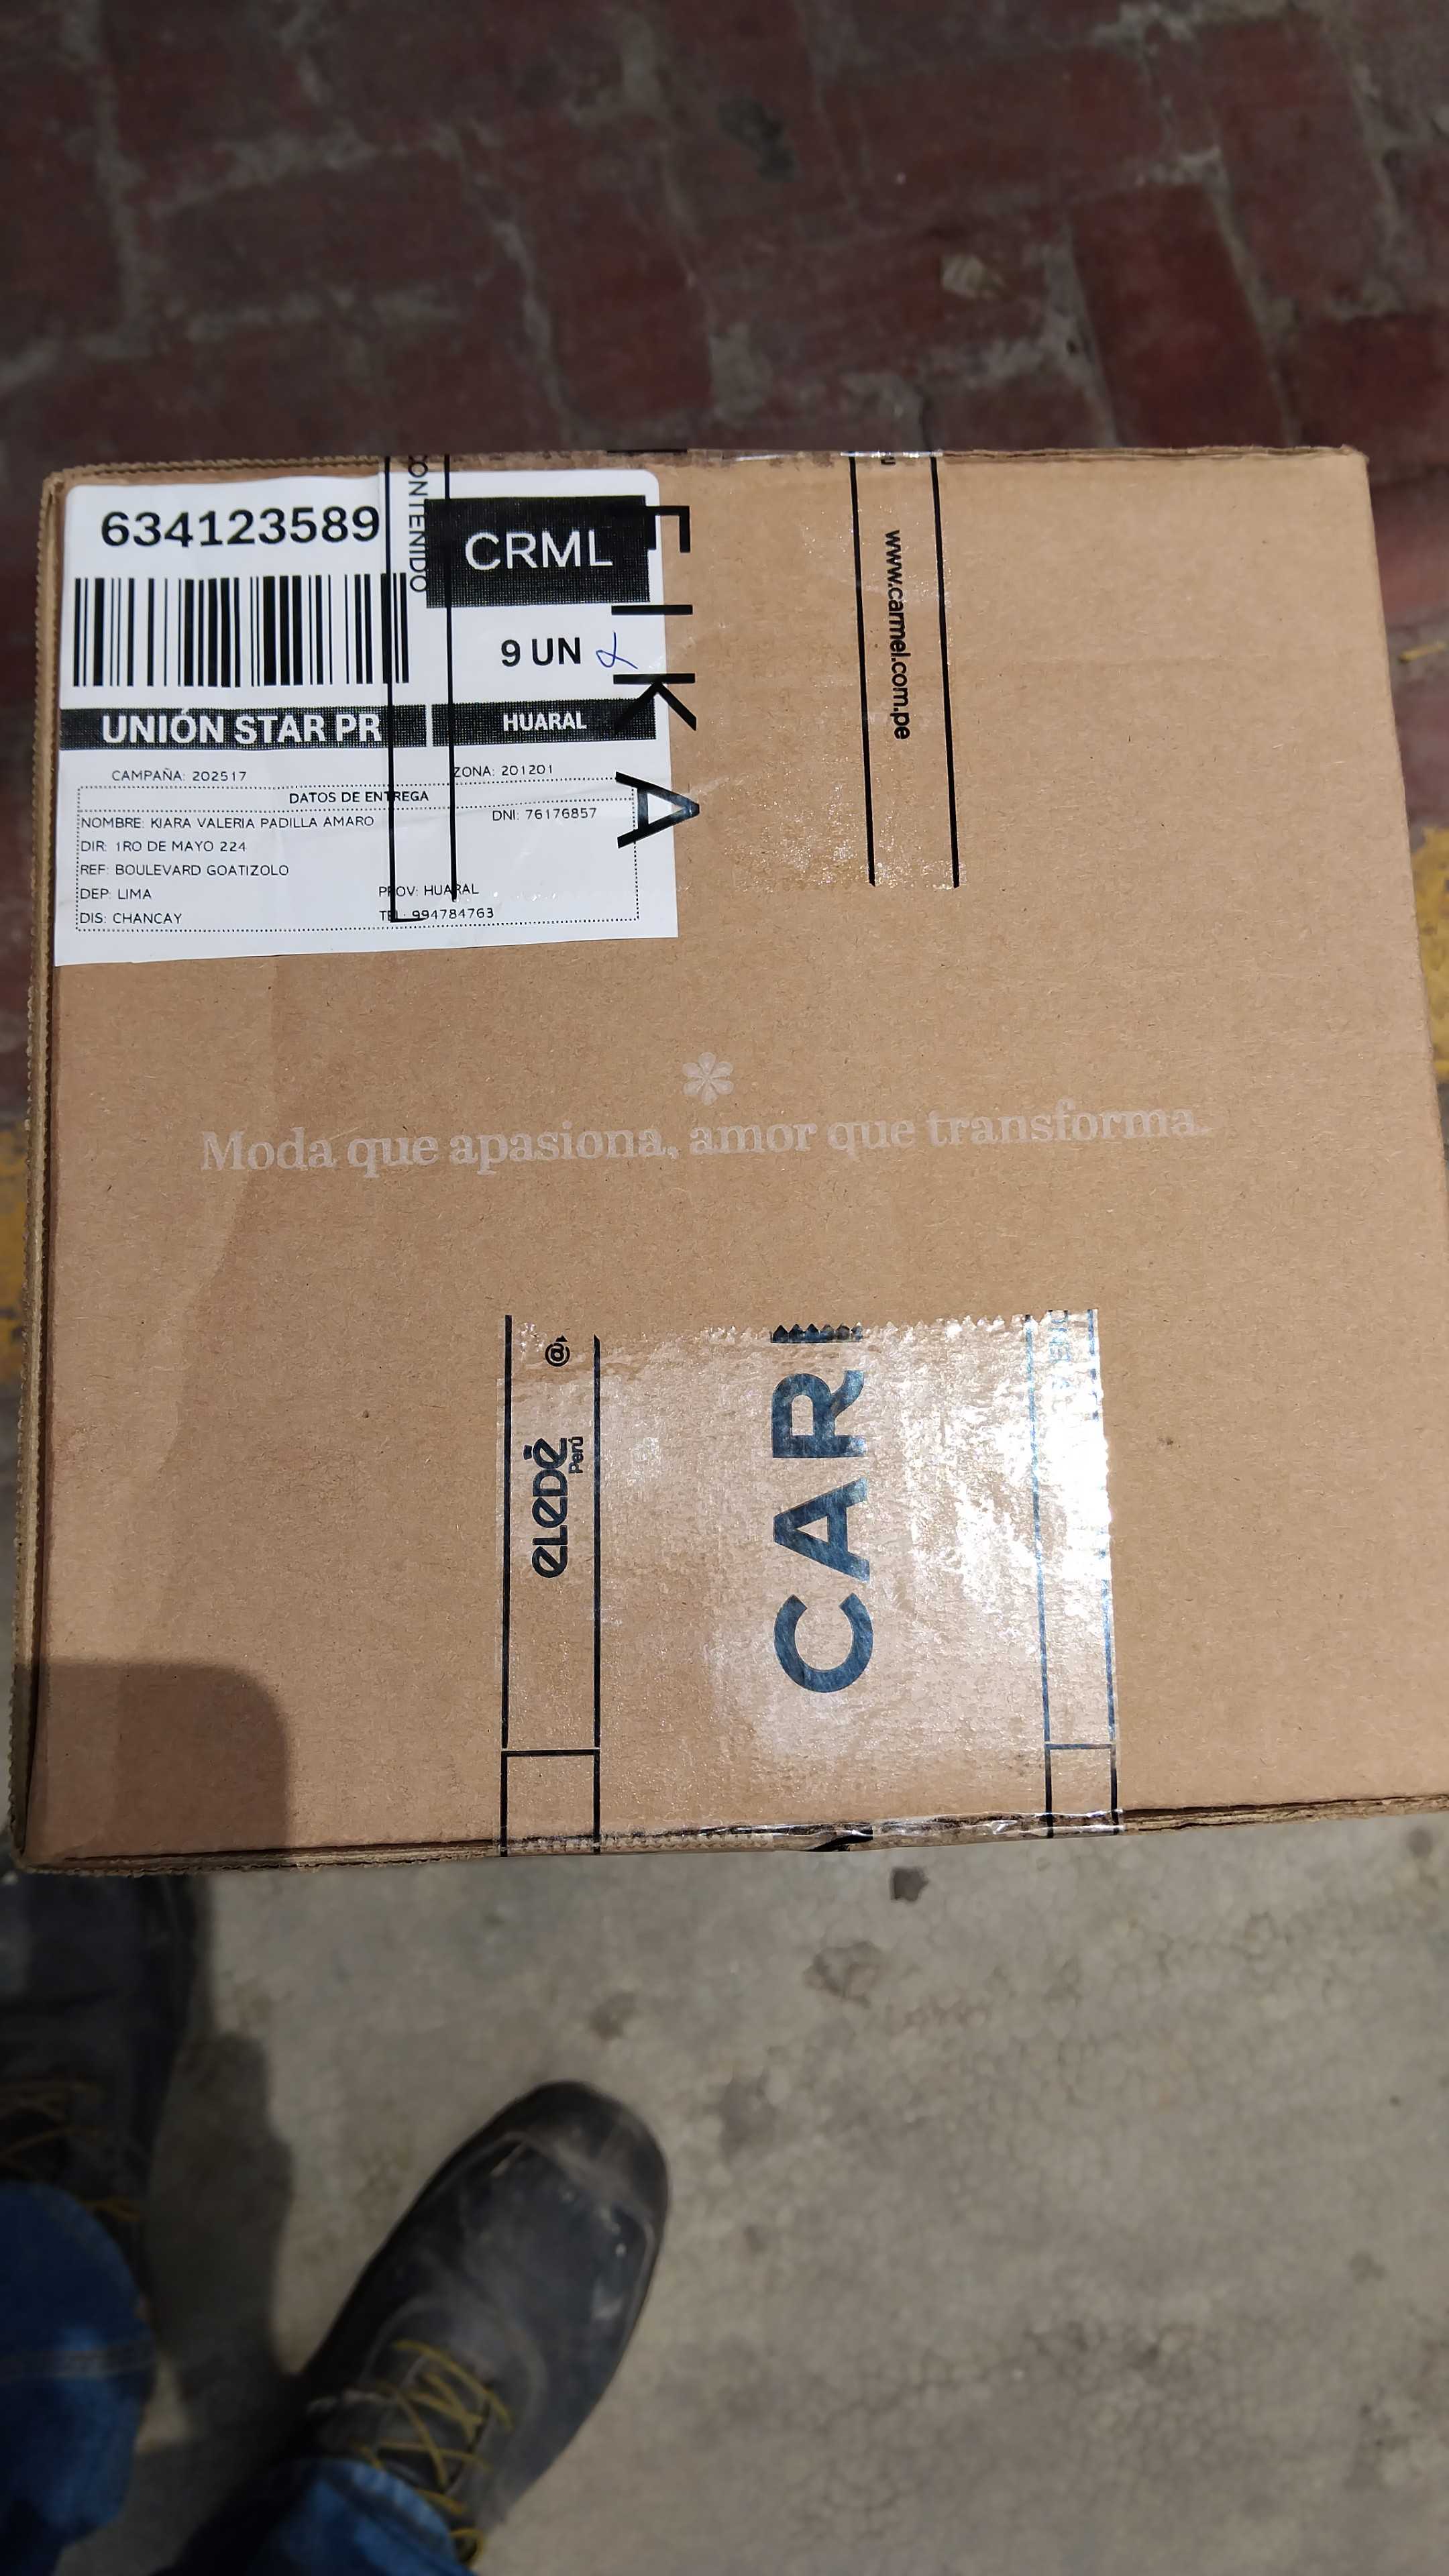 634123589
CONTENIDO
CRML
9 UN
UNIÓN STAR PR
HUARAL
CAMPAÑA: 202517
ZONA: 201201
DATOS DE ENTREGA
NOMBRE: KIARA VALERIA PADILLA AMARO
DNI: 76176857
DIR: 1RO DE MAYO 224
REF: BOULEVARD GOATIZOLO
DEP: LIMA
PROV: HUARAL
DIS: CHANCAY
TEL: 994784763
IKA
www.carmel.com.pe
Moda que apasiona, amor que transforma.
@
eLeDé
Perú
CAR